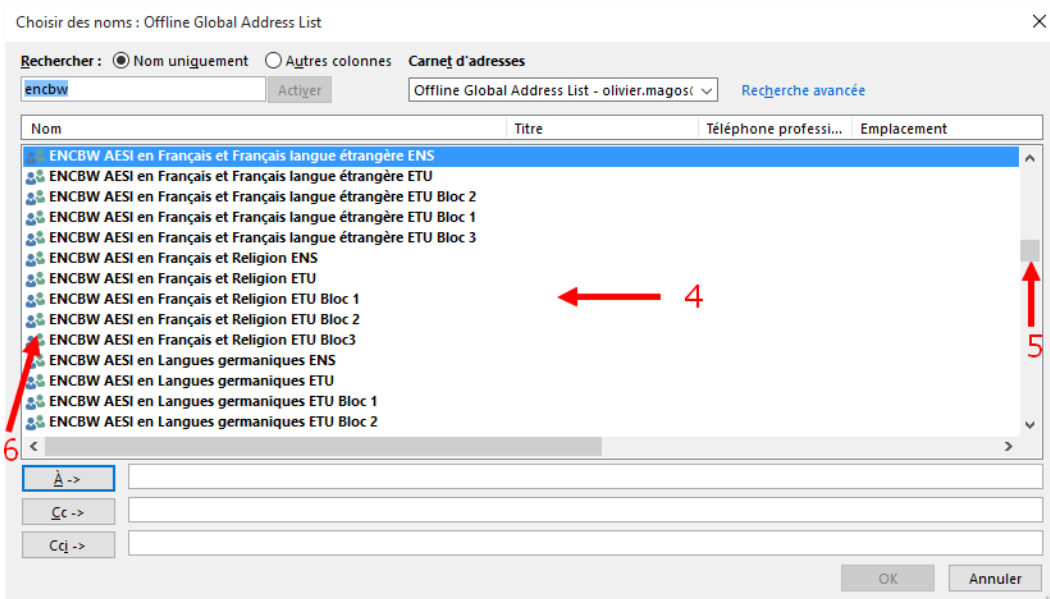 Choisir des noms : Offline Global Address List
Rechercher : Nom uniquement Autres colonnes Carnet d'adresses
encbw Activer Offline Global Address List - olivier.magos( Recherche avancée
Nom Titre Téléphone professi... Emplacement
ENCBW AESI en Français et Français langue étrangère ENS
ENCBW AESI en Français et Français langue étrangère ETU
ENCBW AESI en Français et Français langue étrangère ETU Bloc 2
ENCBW AESI en Français et Français langue étrangère ETU Bloc 1
ENCBW AESI en Français et Français langue étrangère ETU Bloc 3
ENCBW AESI en Français et Religion ENS
ENCBW AESI en Français et Religion ETU
ENCBW AESI en Français et Religion ETU Bloc 1 4
ENCBW AESI en Français et Religion ETU Bloc 2
ENCBW AESI en Français et Religion ETU Bloc3 5
ENCBW AESI en Langues germaniques ENS
ENCBW AESI en Langues germaniques ETU
ENCBW AESI en Langues germaniques ETU Bloc 1
ENCBW AESI en Langues germaniques ETU Bloc 2
6
À ->
Cc ->
Cci ->
OK Annuler